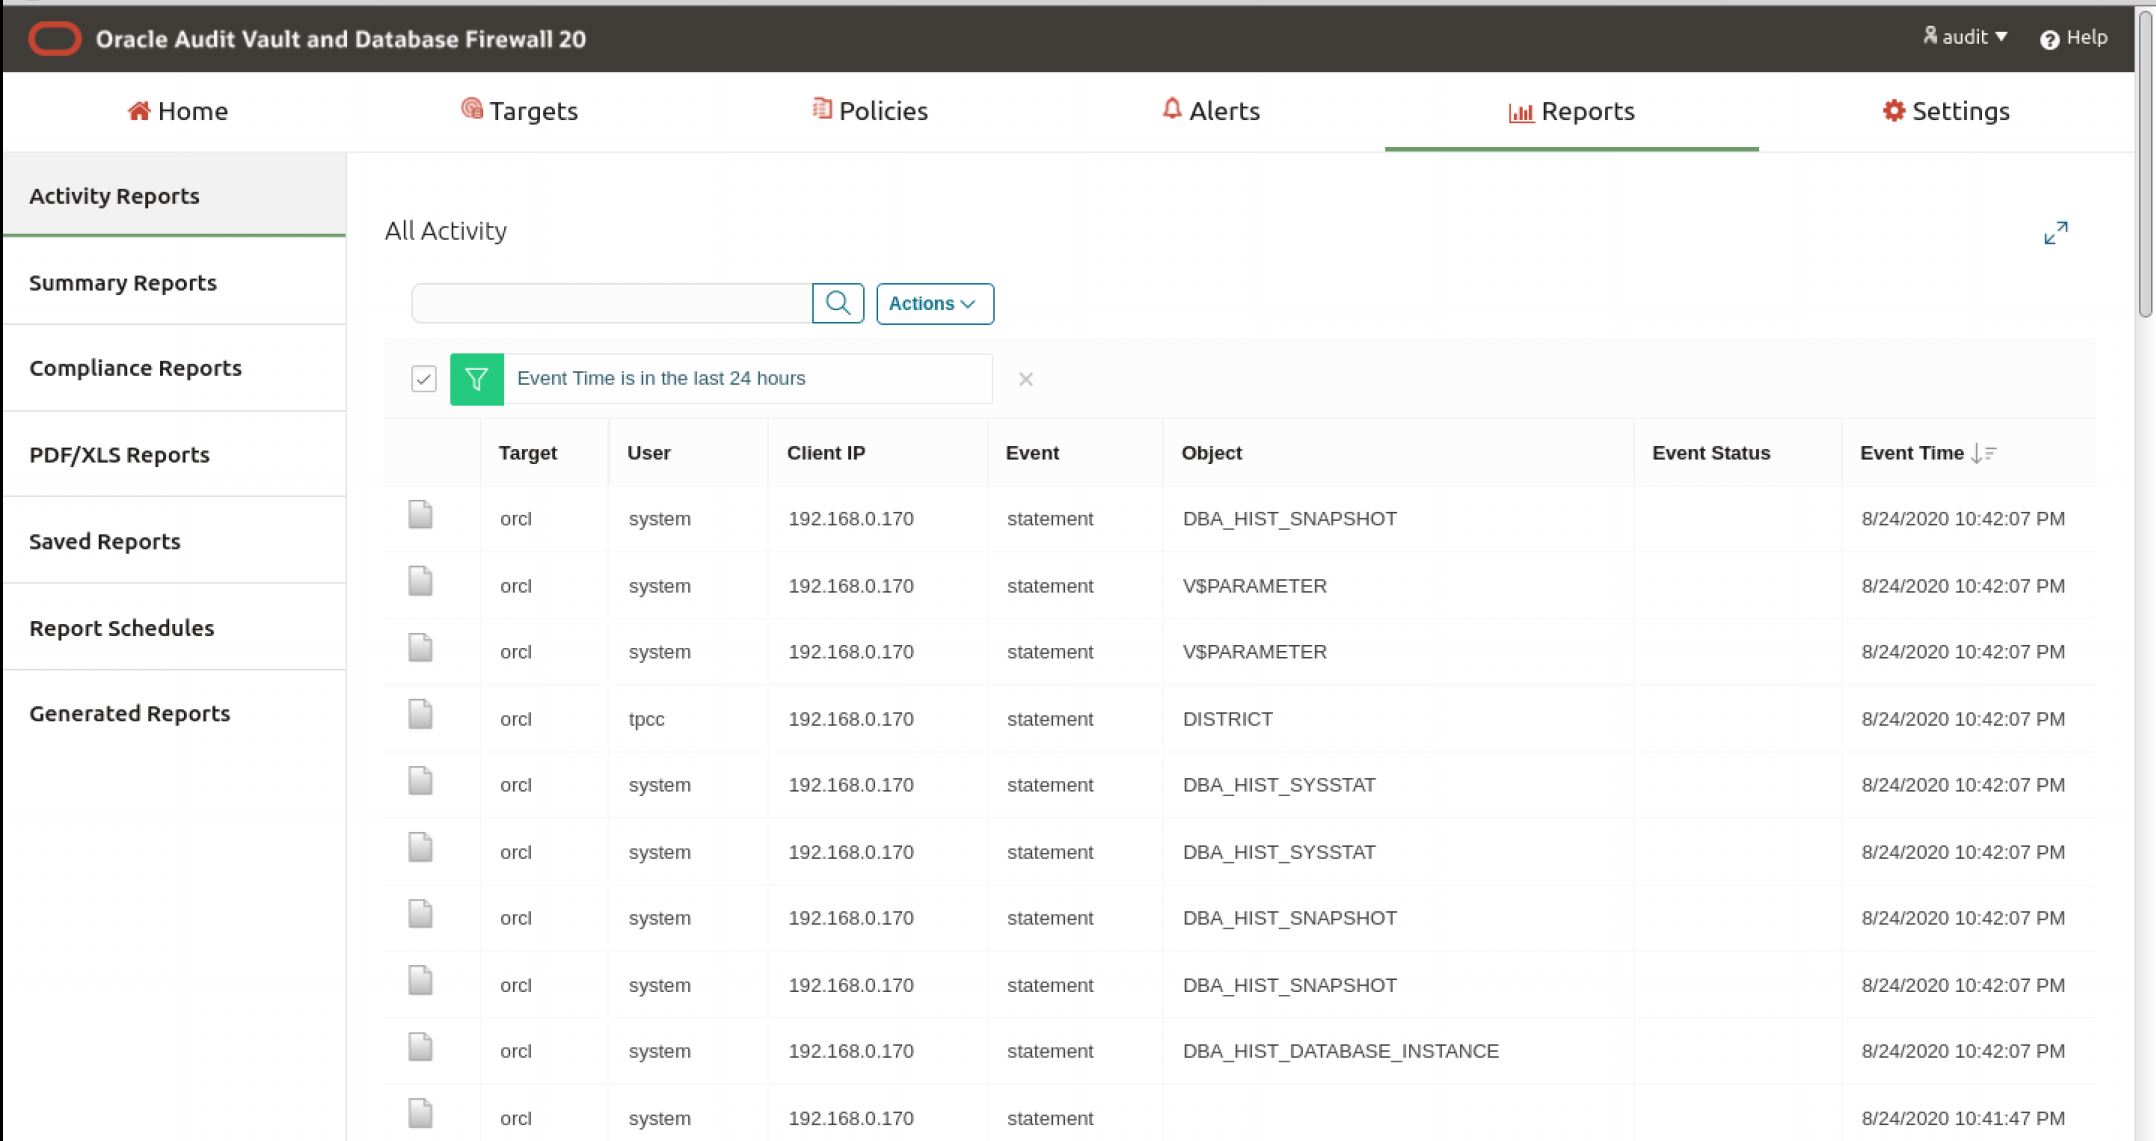 Oracle Audit Vault and Database Firewall 20
audit
Help
Home
Targets
Policies
Alerts
Reports
Settings
Activity Reports
Summary Reports
Compliance Reports
PDF/XLS Reports
Saved Reports
Report Schedules
Generated Reports
All Activity
Actions
Event Time is in the last 24 hours
Target User Client IP Event Object Event Status Event Time
orcl system 192.168.0.170 statement DBA_HIST_SNAPSHOT 8/24/2020 10:42:07 PM
orcl system 192.168.0.170 statement V$PARAMETER 8/24/2020 10:42:07 PM
orcl system 192.168.0.170 statement V$PARAMETER 8/24/2020 10:42:07 PM
orcl tpcc 192.168.0.170 statement DISTRICT 8/24/2020 10:42:07 PM
orcl system 192.168.0.170 statement DBA_HIST_SYSSTAT 8/24/2020 10:42:07 PM
orcl system 192.168.0.170 statement DBA_HIST_SYSSTAT 8/24/2020 10:42:07 PM
orcl system 192.168.0.170 statement DBA_HIST_SNAPSHOT 8/24/2020 10:42:07 PM
orcl system 192.168.0.170 statement DBA_HIST_SNAPSHOT 8/24/2020 10:42:07 PM
orcl system 192.168.0.170 statement DBA_HIST_DATABASE_INSTANCE 8/24/2020 10:42:07 PM
orcl system 192.168.0.170 statement 8/24/2020 10:41:47 PM